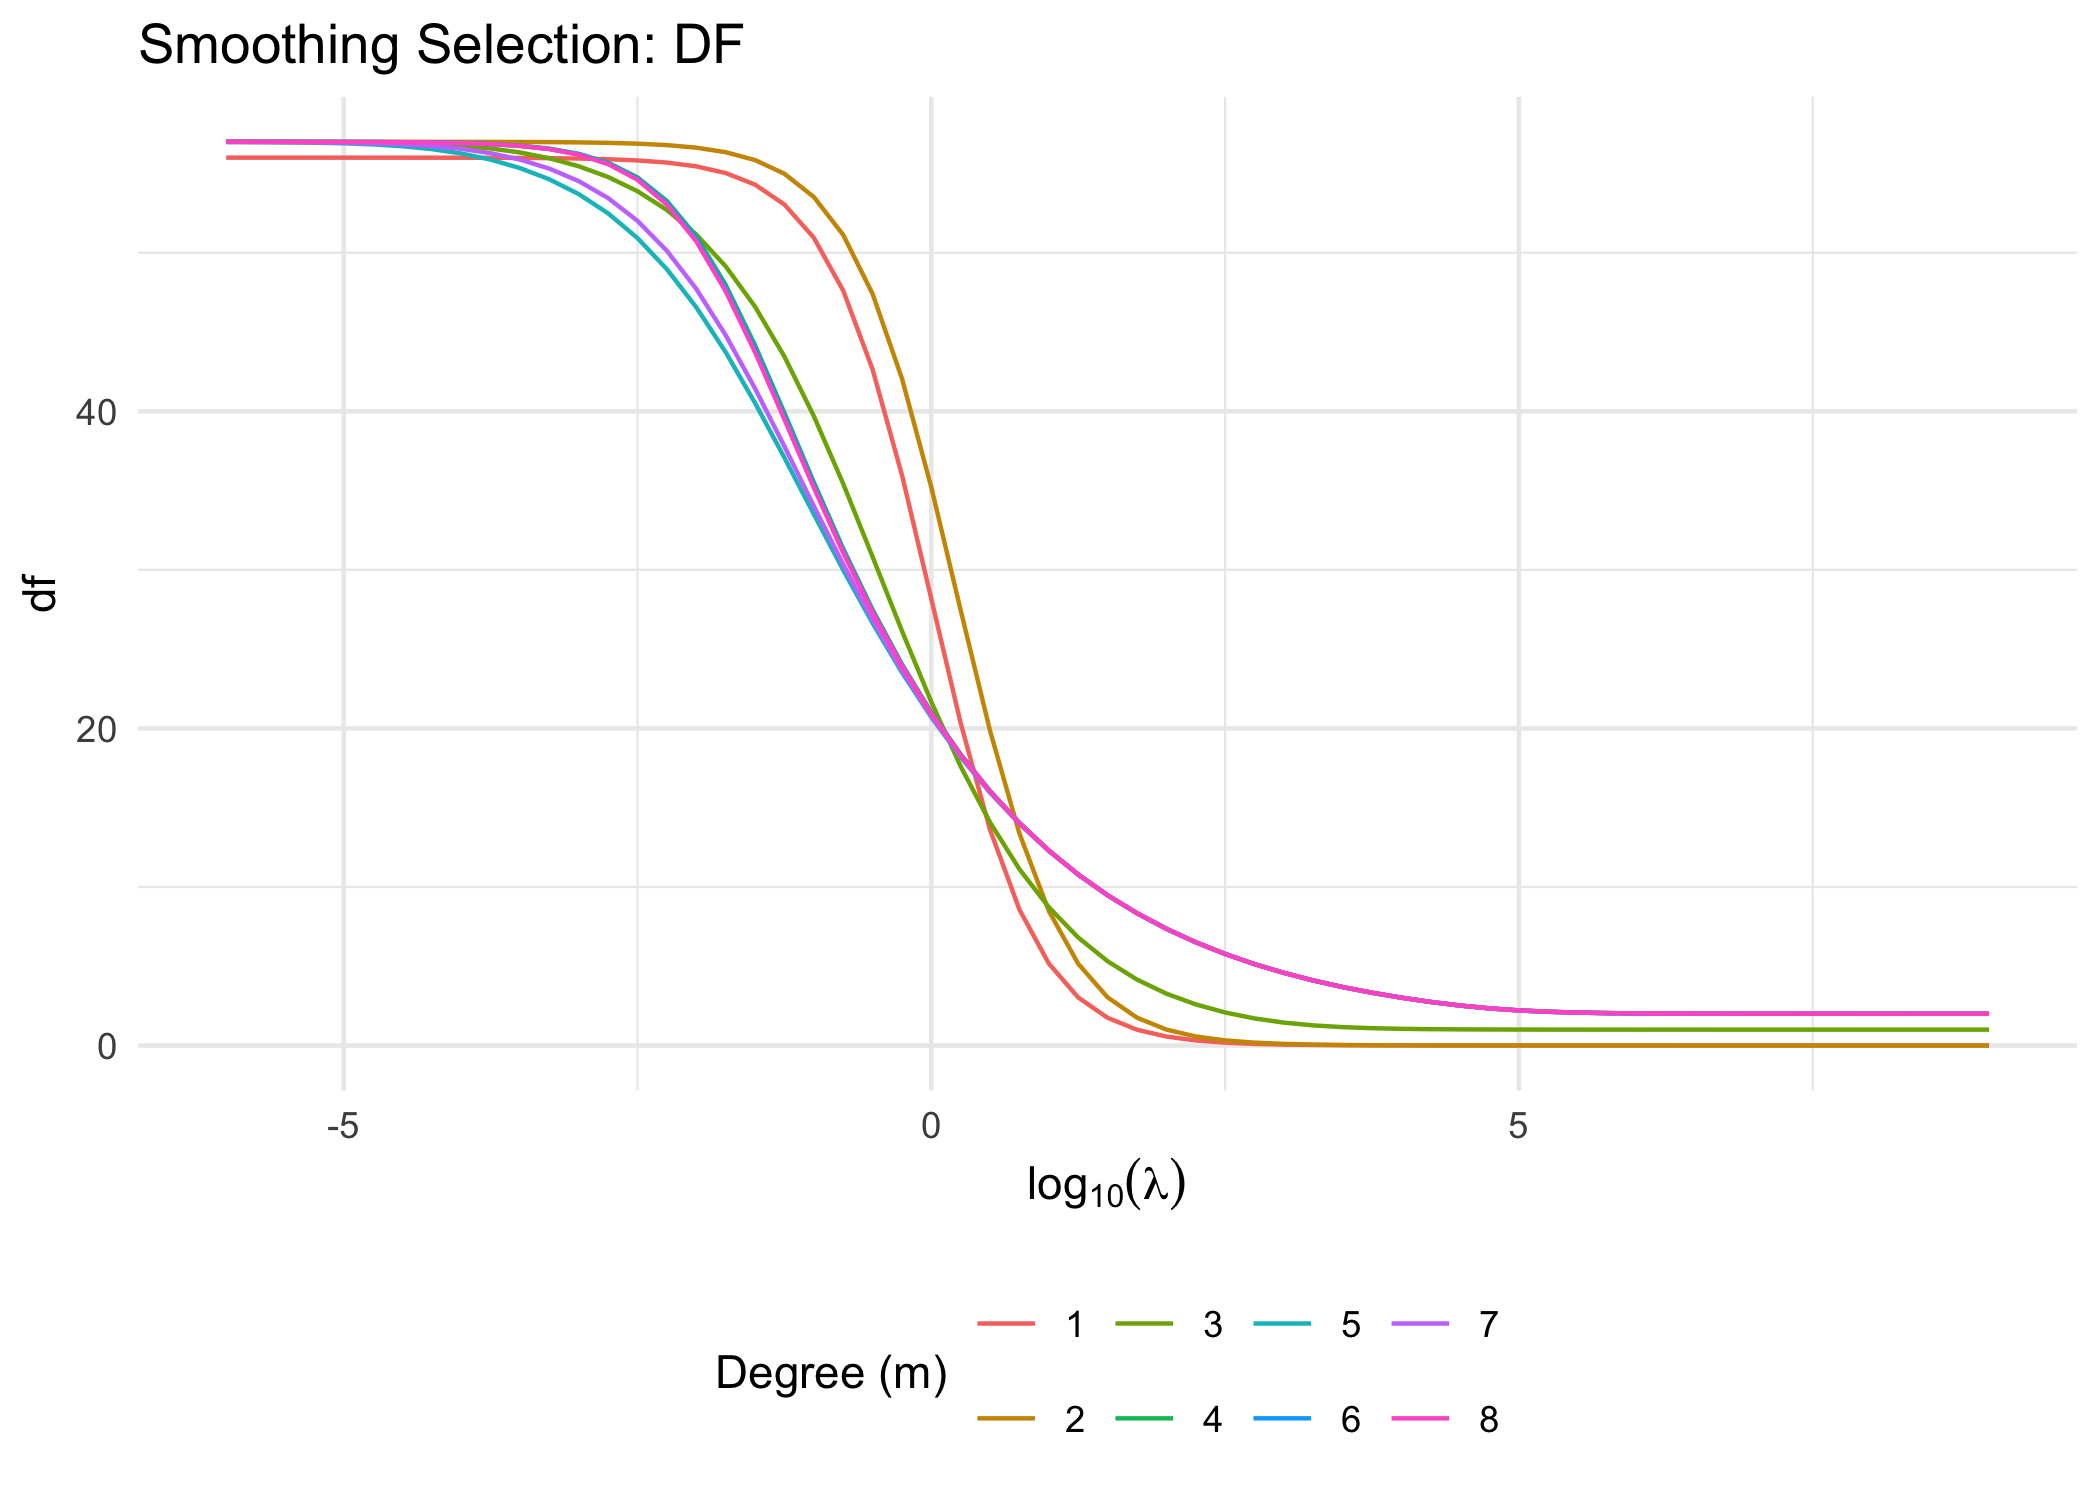 Smoothing Selection: DF
df
40
20
0
-5 0 5
log₁₀(λ)
Degree (m)
1 3 5 7
2 4 6 8